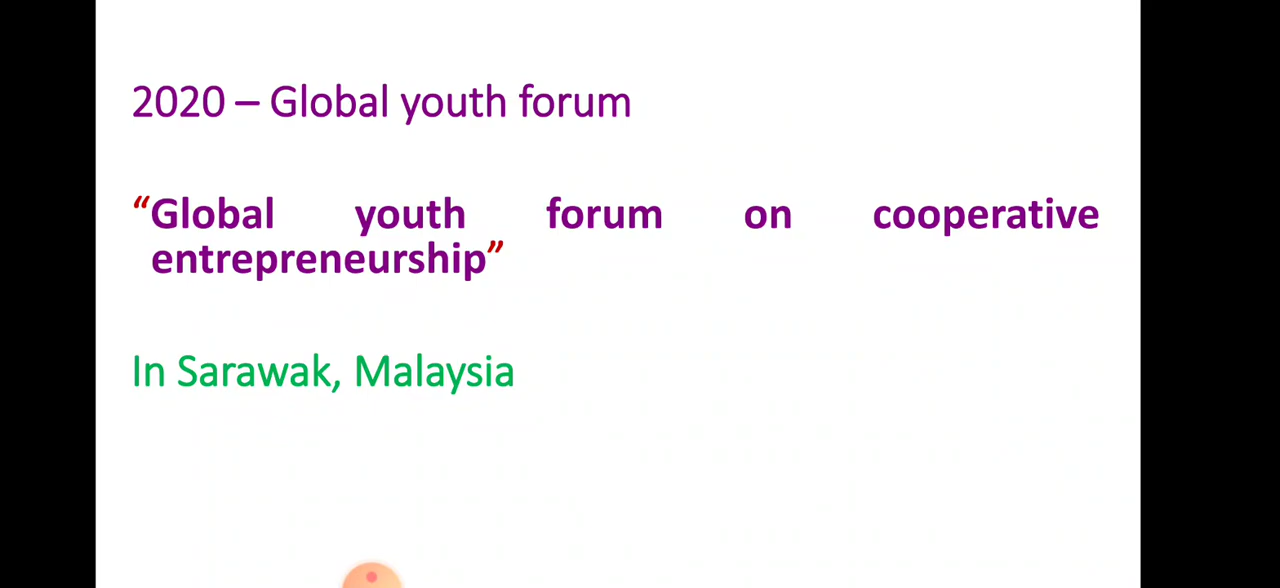 2020 – Global youth forum
“Global youth forum on cooperative
entrepreneurship”
In Sarawak, Malaysia